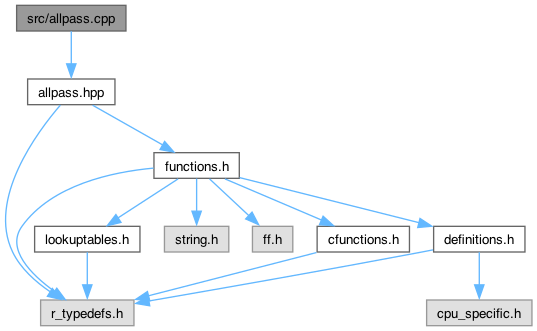 src/allpass.cpp
allpass.hpp
functions.h
lookuptables.h
string.h
ff.h
cfunctions.h
definitions.h
r_typedefs.h
cpu_specific.h